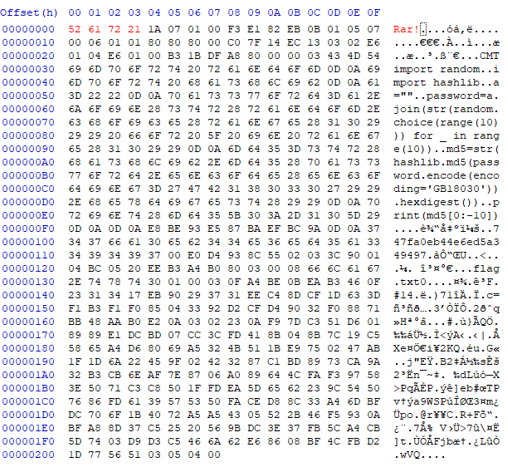 Offset(h) 00 01 02 03 04 05 06 07 08 09 0A 0B 0C 0D 0E 0F
00000000 52 61 72 21 1A 07 01 00 F3 E1 82 EB 0B 01 05 07 Rar!....óá‚ë....
00000010 00 06 01 01 80 80 80 00 C0 7F 14 EC 13 03 02 E6 ....€€€.À..ì...æ
00000020 01 04 E6 01 00 B3 1B DF A8 80 00 00 03 43 4D 54 ..æ..³.ß¨€...CMT
00000030 69 6D 70 6F 72 74 20 72 61 6E 64 6F 6D 0D 0A 69 import random..i
00000040 6D 70 6F 72 74 20 68 61 73 68 6C 69 62 0D 0A 61 mport hashlib..a
00000050 3D 22 22 0D 0A 70 61 73 73 77 6F 72 64 3D 61 2E =""..password=a.
00000060 6A 6F 69 6E 28 73 74 72 28 72 61 6E 64 6F 6D 2E join(str(random.
00000070 63 68 6F 69 63 65 28 72 61 6E 67 65 28 31 30 29 choice(range(10)
00000080 29 29 20 66 6F 72 20 5F 20 69 6E 20 72 61 6E 67 )) for _ in rang
00000090 65 28 31 30 29 29 0D 0A 6D 64 35 3D 73 74 72 28 e(10))..md5=str(
000000A0 68 61 73 68 6C 69 62 2E 6D 64 35 28 70 61 73 73 hashlib.md5(pass
000000B0 77 6F 72 64 2E 65 6E 63 6F 64 65 28 65 6E 63 6F word.encode(enco
000000C0 64 69 6E 67 3D 27 47 42 31 38 30 33 30 27 29 29 ding='GB18030'))
000000D0 2E 68 65 78 64 69 67 65 73 74 28 29 29 0D 0A 70 .hexdigest())..p
000000E0 72 69 6E 74 28 6D 64 35 5B 30 3A 2D 31 30 5D 29 rint(md5[0:-10])
000000F0 0D 0A 0D 0A E8 BE 93 E5 87 BA EF BC 9A 0D 0A 37 ....è¾“å‡ºï¼š..7
00000100 34 37 66 61 30 65 62 34 34 65 36 65 64 35 61 33 47fa0eb44e6ed5a3
00000110 34 39 34 39 37 00 E0 D4 93 8C 55 02 03 3C 90 01 49497.àÔ“ŒU..<..
00000120 04 BC 05 20 EE B3 A4 B0 80 03 00 08 66 6C 61 67 .¼. î³¤°€...flag
00000130 2E 74 78 74 30 01 00 03 0F A4 BE 0B EA B3 46 0F .txt0....¤¾.ê³F.
00000140 23 31 34 17 EB 90 29 37 31 EE C4 8D CF 1D 63 3D #14.ë.)71îÄ.Ï.c=
00000150 F1 B3 F1 F0 85 04 33 92 D2 CF D4 90 32 F0 88 71 ñ³ñð….3’ÒÏÔ.2ðˆq
00000160 BB 48 AA B0 E2 0A 03 02 23 0A F9 7D C3 51 D6 01 »Hª°â...#.ù}ÃQÖ.
00000170 89 89 E1 DC BD 07 CC 3C FD 41 8B 04 8B 7C 19 C5 ‰‰áÜ½.Ì<ýA‹.‹|.Å
00000180 58 65 A4 D6 80 69 A5 32 4B 51 1B E9 75 02 47 AB Xe¤Ö€i¥2KQ.éu.G«
00000190 1F 1D 6A 22 45 9F 02 42 32 87 C1 BD 89 73 CA 9A ..j"EŸ.B2‡Á½‰sÊš
000001A0 32 B3 CB 6E AF 7E 87 06 A0 89 64 4C FA F3 97 58 2³Ën¯~‡. ‰dLúó—X
000001B0 3E 50 71 C3 C8 50 1F FD EA 5D 65 62 23 9C 54 50 >PqÃÈP.ýê]eb#œTP
000001C0 76 86 FD 61 39 57 53 50 FA CE D8 8C 33 A4 6D BF v†ýa9WSPúÎØŒ3¤m¿
000001D0 DC 70 6F 1B 40 72 A5 A5 43 05 52 2B 46 F5 93 0A Üpo.@r¥¥C.R+Fõ“.
000001E0 BF 8A 8D 37 C5 25 20 56 9B DC 3E 37 FB 5C A4 CB ¿Š.7Å% V›Ü>7û\¤Ë
000001F0 5D 74 03 D9 D3 C5 46 6A 62 E6 86 08 BF 4C FB D2 ]t.ÙÓÅFjbæ†.¿LûÒ
00000200 1D 77 56 51 03 05 04 00 .wVQ....